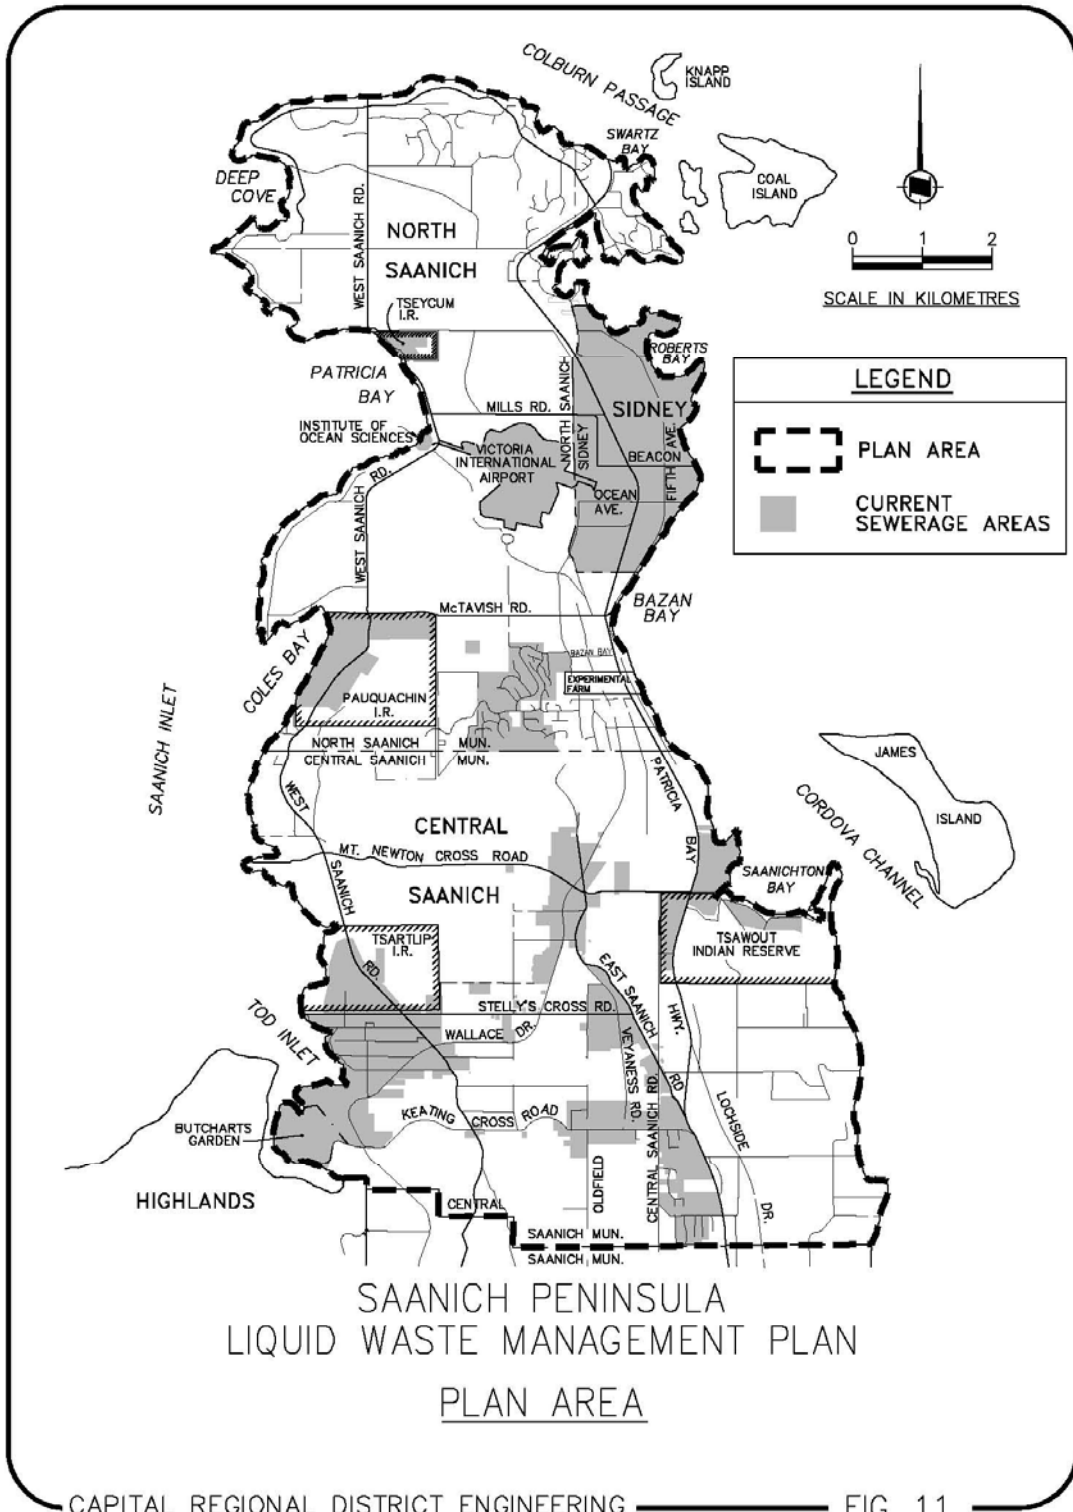 COLBURN PASSAGE
KNAPP
ISLAND
SWARTZ
BAY
COAL
ISLAND
DEEP
COVE
WEST SAANICH RD.
NORTH
SAANICH
0 1 2
SCALE IN KILOMETRES
TSEYCUM
I.R.
PATRICIA
BAY
ROBERTS
BAY
LEGEND
PLAN AREA
CURRENT
SEWERAGE AREAS
INSTITUTE OF
OCEAN SCIENCES
MILLS RD.
NORTH SAANICH
SIDNEY
SIDNEY
FIFTH AVE.
BEACON
VICTORIA
INTERNATIONAL
AIRPORT
OCEAN
AVE.
WEST SAANICH RD.
BAZAN
BAY
McTAVISH RD.
COLES BAY
BAZAN BAY
EXPERIMENTAL
FARM
PAUQUACHIN
I.R.
NORTH SAANICH MUN.
CENTRAL SAANICH MUN.
SAANICH INLET
JAMES
ISLAND
CORDOVA CHANNEL
WEST SAANICH RD.
PATRICIA BAY HWY.
CENTRAL
SAANICH
MT. NEWTON CROSS ROAD
SAANICHTON
BAY
TSARTLIP
I.R.
TSAWOUT
INDIAN RESERVE
EAST SAANICH RD
STELLY'S CROSS RD.
WALLACE DR.
VEYANESS RD.
TOD INLET
CENTRAL SAANICH RD.
LOCHSIDE DR.
KEATING CROSS ROAD
BUTCHARTS
GARDEN
OLDFIELD
HIGHLANDS
CENTRAL
SAANICH MUN.
SAANICH MUN.
SAANICH PENINSULA
LIQUID WASTE MANAGEMENT PLAN
PLAN AREA
CAPITAL REGIONAL DISTRICT ENGINEERING
FIG. 1.1